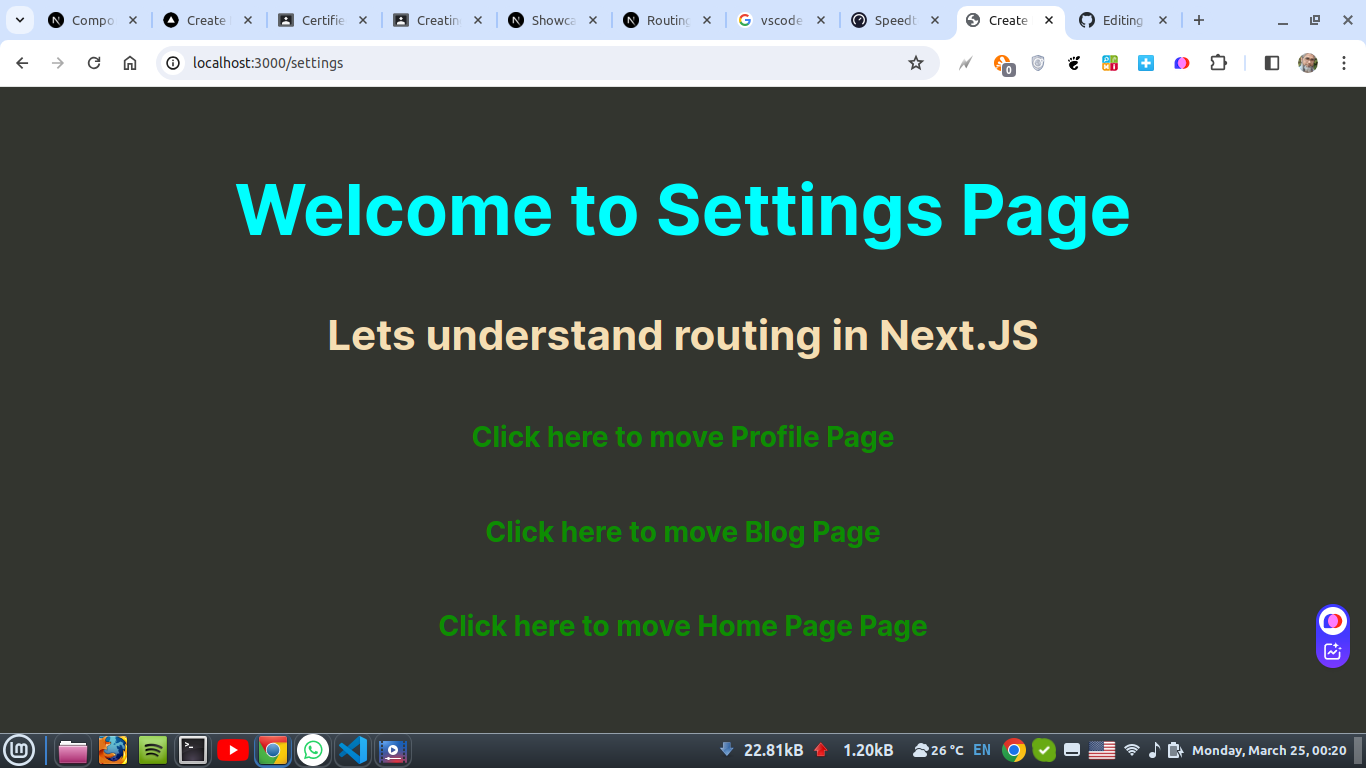 Compo
Create
Certifie
Creatin
Showca
Routing
vscode
Speedt
Create
Editing
localhost:3000/settings
0
Welcome to Settings Page
Lets understand routing in Next.JS
Click here to move Profile Page
Click here to move Blog Page
Click here to move Home Page Page
22.81kB
1.20kB
26 °C
EN
Monday, March 25, 00:20